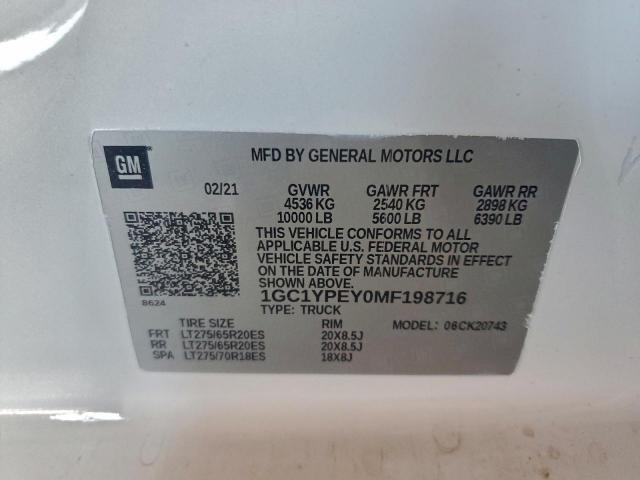 GM
MFD BY GENERAL MOTORS LLC
02/21 GVWR GAWR FRT GAWR RR
4536 KG 2540 KG 2898 KG
10000 LB 5600 LB 6390 LB
THIS VEHICLE CONFORMS TO ALL
APPLICABLE U.S. FEDERAL MOTOR
VEHICLE SAFETY STANDARDS IN EFFECT
ON THE DATE OF MANUFACTURE
SHOWN ABOVE.
8624
1GC1YPEY0MF198716
TYPE: TRUCK MODEL: 06CK20743
TIRE SIZE RIM
FRT LT275/65R20ES 20X8.5J
RR LT275/65R20ES 20X8.5J
SPA LT275/70R18ES 18X8J